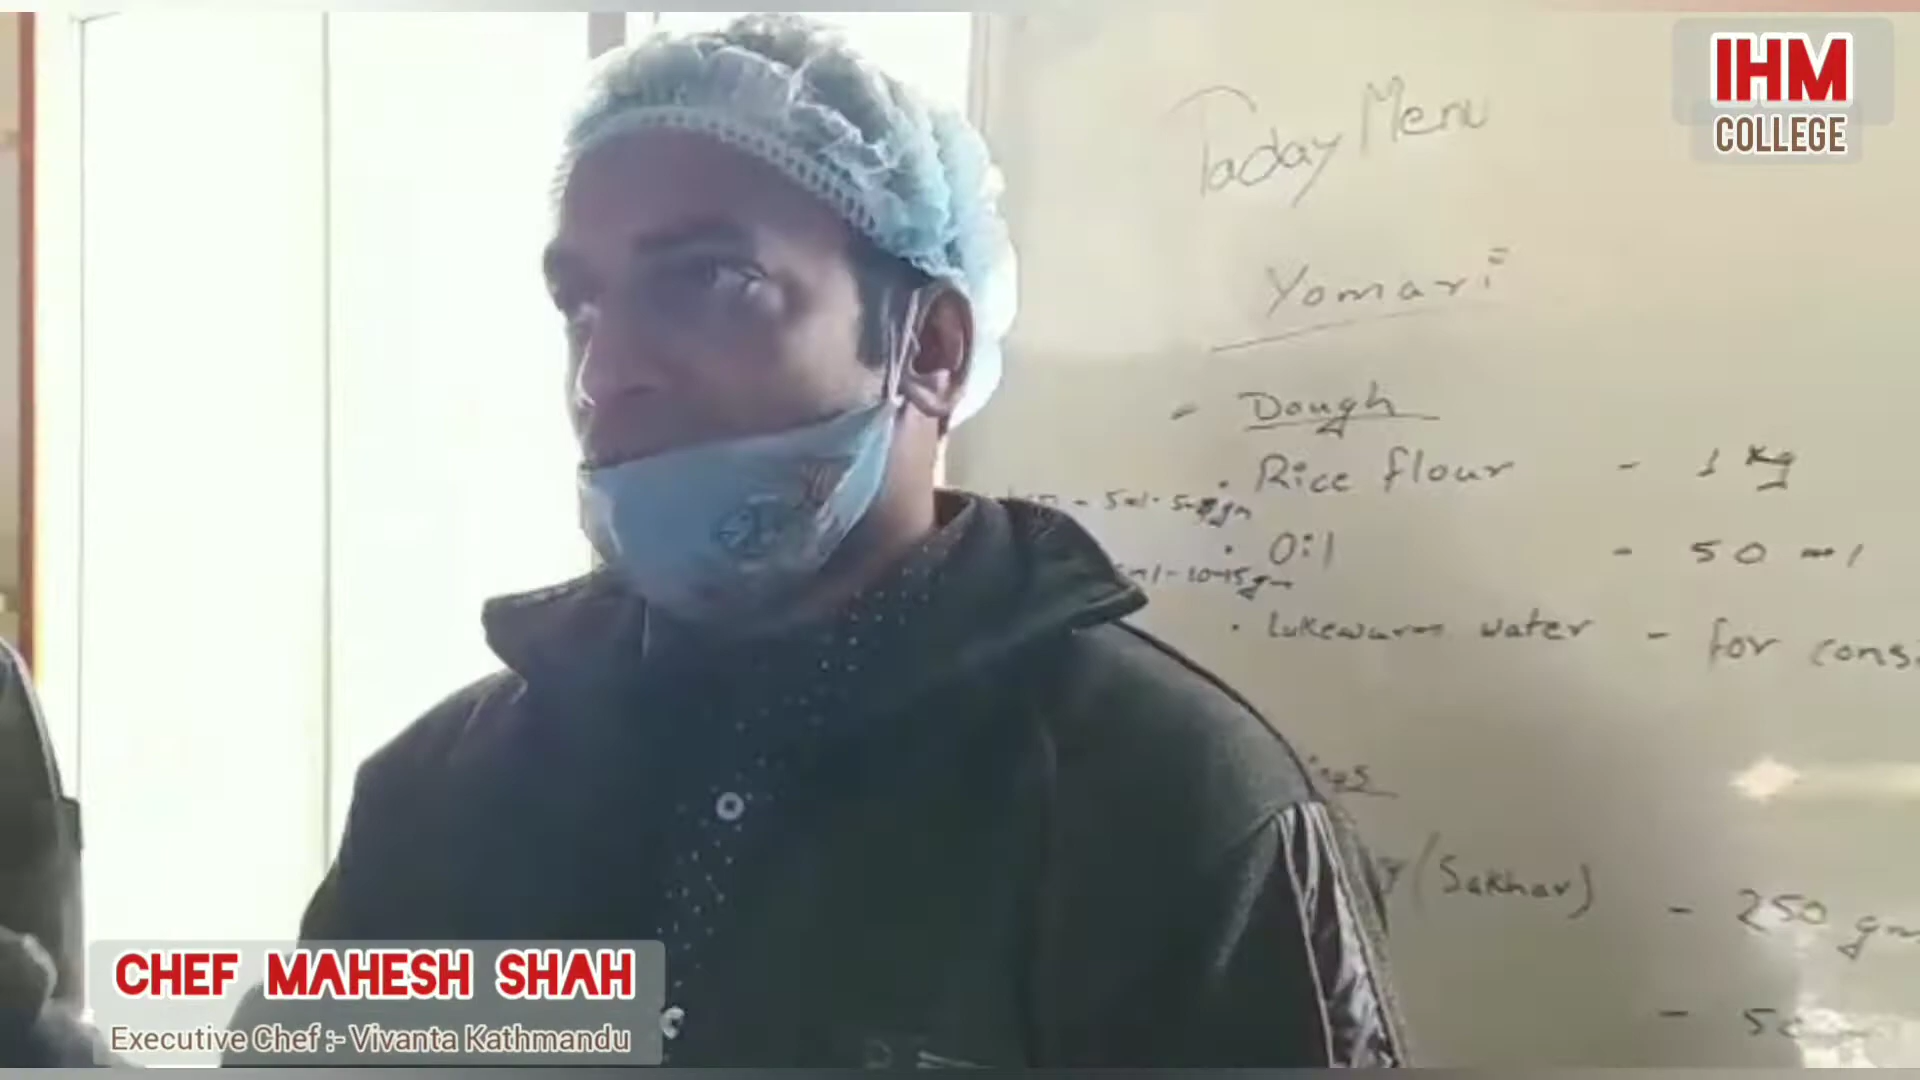 IHM
COLLEGE
Today Menu
Yomari
- Dough
• Rice flour - 1 kg
• Oil - 50 ml
• Lukewarm water - for
(Sakhar) - 250 gm
CHEF MAHESH SHAH
Executive Chef :- Vivanta Kathmandu